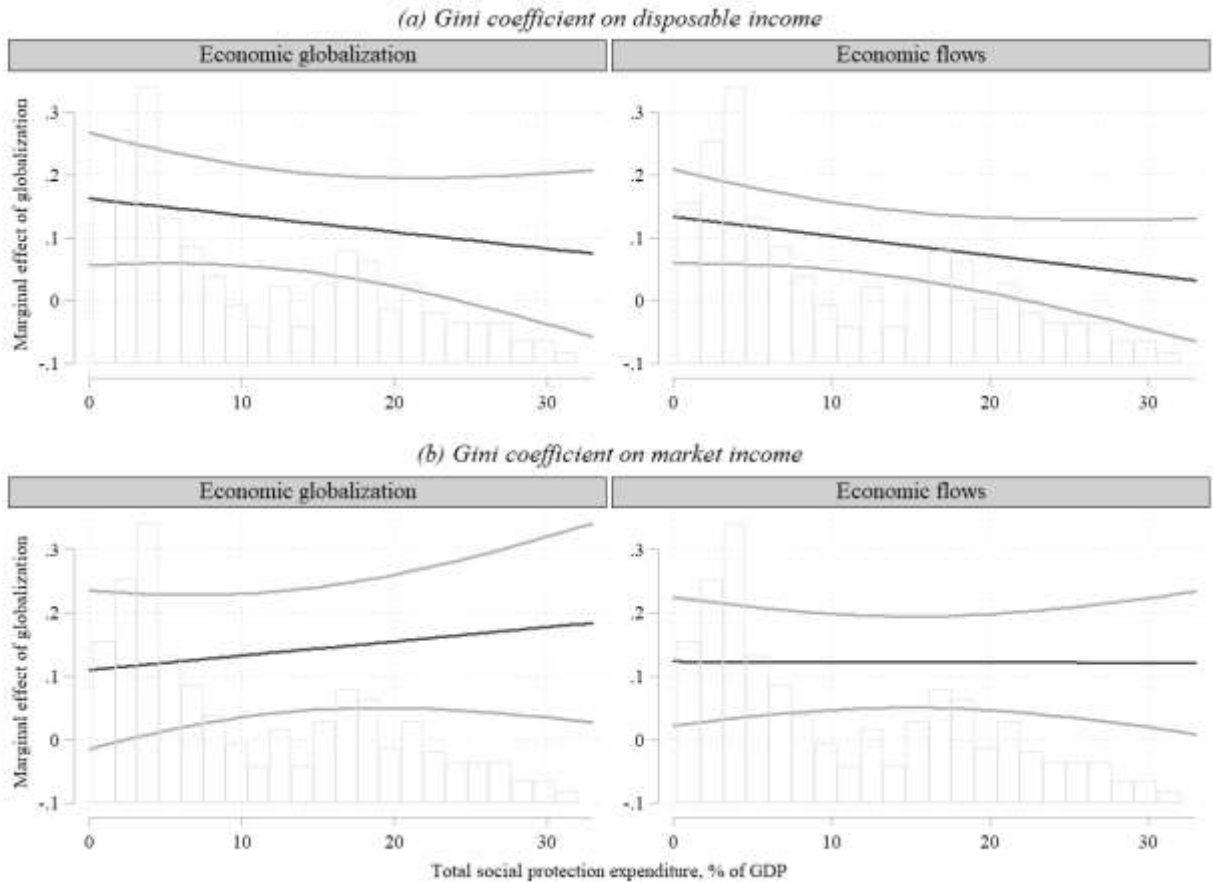 (a) Gini coefficient on disposable income
Economic globalization
Economic flows
Marginal effect of globalization
.3
.2
.1
0
-.1
0 10 20 30
.3
.2
.1
0
-.1
0 10 20 30
(b) Gini coefficient on market income
Economic globalization
Economic flows
Marginal effect of globalization
.3
.2
.1
0
-.1
0 10 20 30
.3
.2
.1
0
-.1
0 10 20 30
Total social protection expenditure, % of GDP